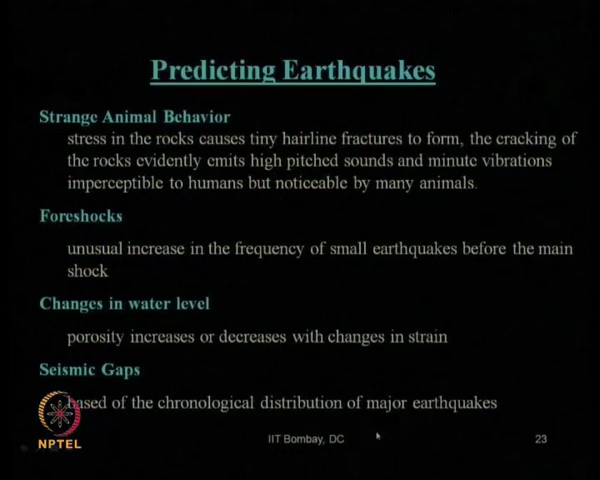 Predicting Earthquakes
Strange Animal Behavior
stress in the rocks causes tiny hairline fractures to form, the cracking of
the rocks evidently emits high pitched sounds and minute vibrations
imperceptible to humans but noticeable by many animals.
Foreshocks
unusual increase in the frequency of small earthquakes before the main
shock
Changes in water level
porosity increases or decreases with changes in strain
Seismic Gaps
based of the chronological distribution of major earthquakes
NPTEL
IIT Bombay, DC
23